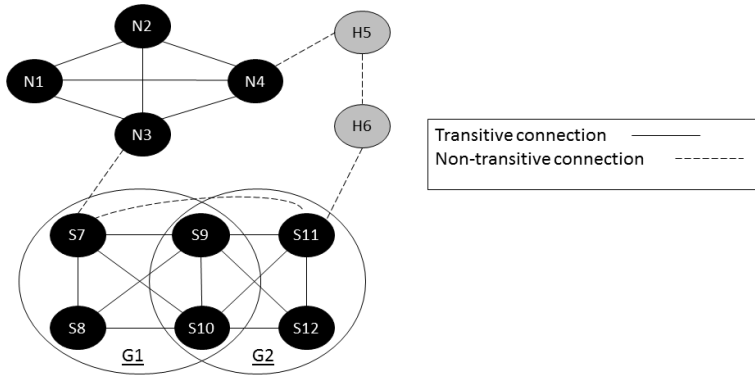 N2
H5
N1
N4
H6
N3
Transitive connection
Non-transitive connection
S7
S9
S11
S8
S10
S12
G1
G2